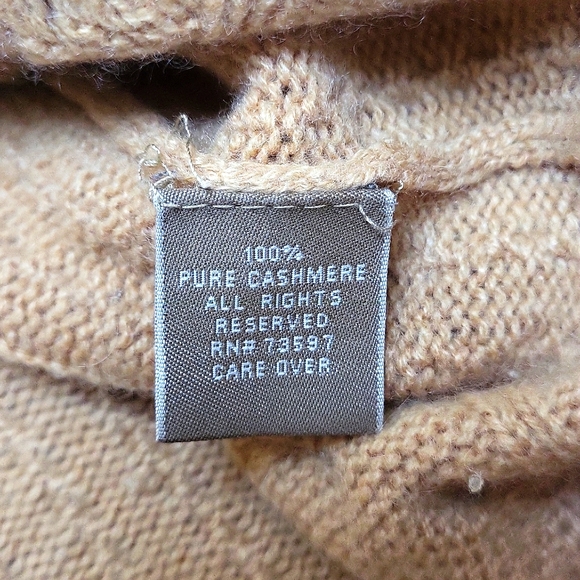 100%
PURE CASHMERE
ALL RIGHTS
RESERVED
RN# 73597
CARE OVER